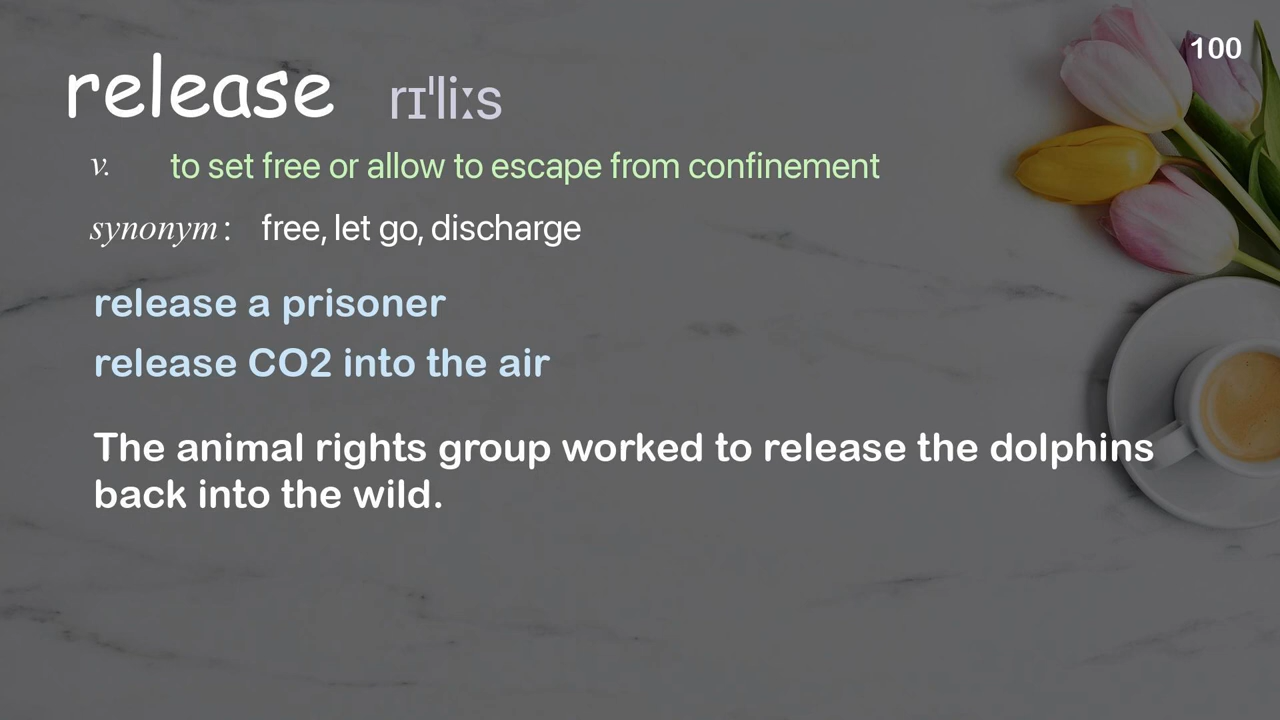 100
release rɪˈliːs
v. to set free or allow to escape from confinement
synonym: free, let go, discharge
release a prisoner
release CO2 into the air
The animal rights group worked to release the dolphins
back into the wild.